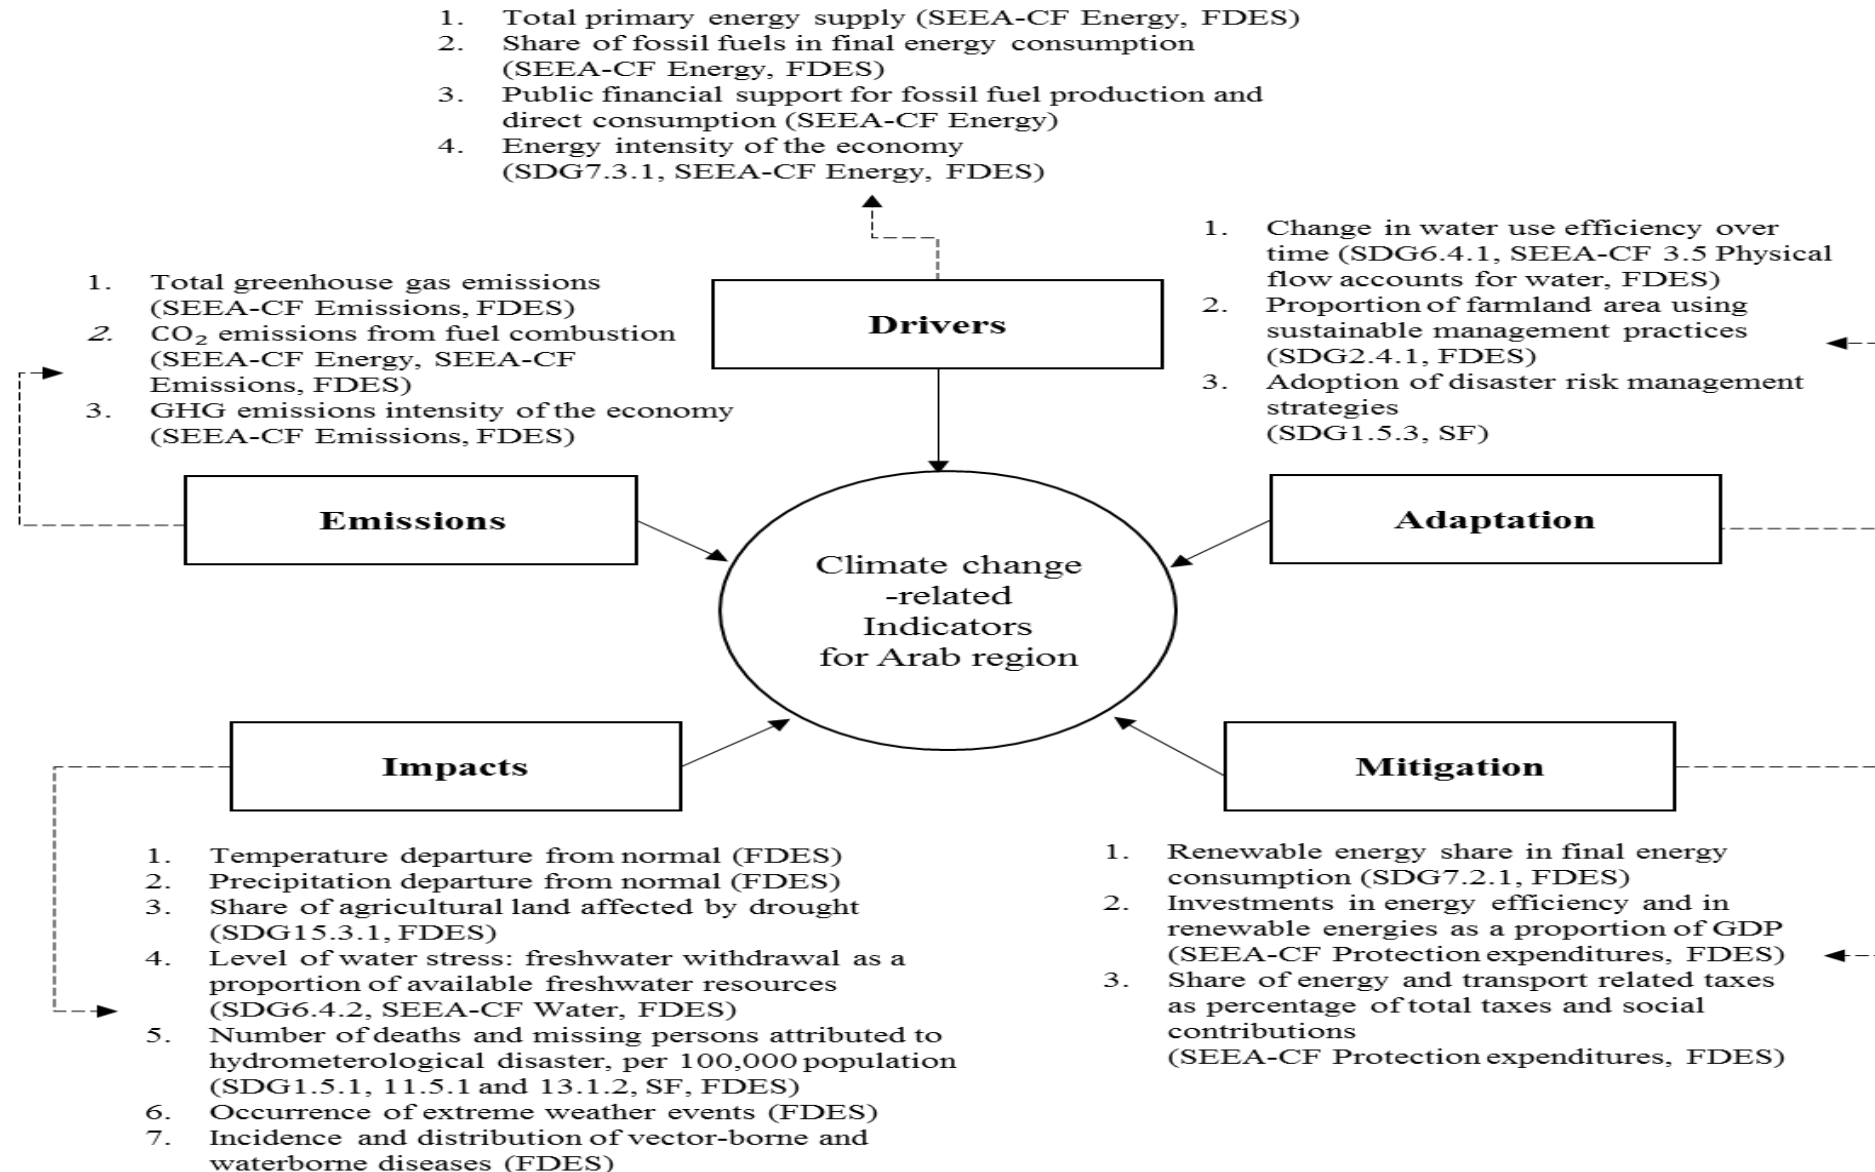 1. Total primary energy supply (SEEA-CF Energy, FDES)
2. Share of fossil fuels in final energy consumption
(SEEA-CF Energy, FDES)
3. Public financial support for fossil fuel production and
direct consumption (SEEA-CF Energy)
4. Energy intensity of the economy
(SDG7.3.1, SEEA-CF Energy, FDES)
Drivers
1. Total greenhouse gas emissions
(SEEA-CF Emissions, FDES)
2. CO₂ emissions from fuel combustion
(SEEA-CF Energy, SEEA-CF
Emissions, FDES)
3. GHG emissions intensity of the economy
(SEEA-CF Emissions, FDES)
Emissions
1. Change in water use efficiency over
time (SDG6.4.1, SEEA-CF 3.5 Physical
flow accounts for water, FDES)
2. Proportion of farmland area using
sustainable management practices
(SDG2.4.1, FDES)
3. Adoption of disaster risk management
strategies
(SDG1.5.3, SF)
Adaptation
Climate change
-related
Indicators
for Arab region
Impacts
1. Temperature departure from normal (FDES)
2. Precipitation departure from normal (FDES)
3. Share of agricultural land affected by drought
(SDG15.3.1, FDES)
4. Level of water stress: freshwater withdrawal as a
proportion of available freshwater resources
(SDG6.4.2, SEEA-CF Water, FDES)
5. Number of deaths and missing persons attributed to
hydrometerological disaster, per 100,000 population
(SDG1.5.1, 11.5.1 and 13.1.2, SF, FDES)
6. Occurrence of extreme weather events (FDES)
7. Incidence and distribution of vector-borne and
waterborne diseases (FDES)
Mitigation
1. Renewable energy share in final energy
consumption (SDG7.2.1, FDES)
2. Investments in energy efficiency and in
renewable energies as a proportion of GDP
(SEEA-CF Protection expenditures, FDES)
3. Share of energy and transport related taxes
as percentage of total taxes and social
contributions
(SEEA-CF Protection expenditures, FDES)